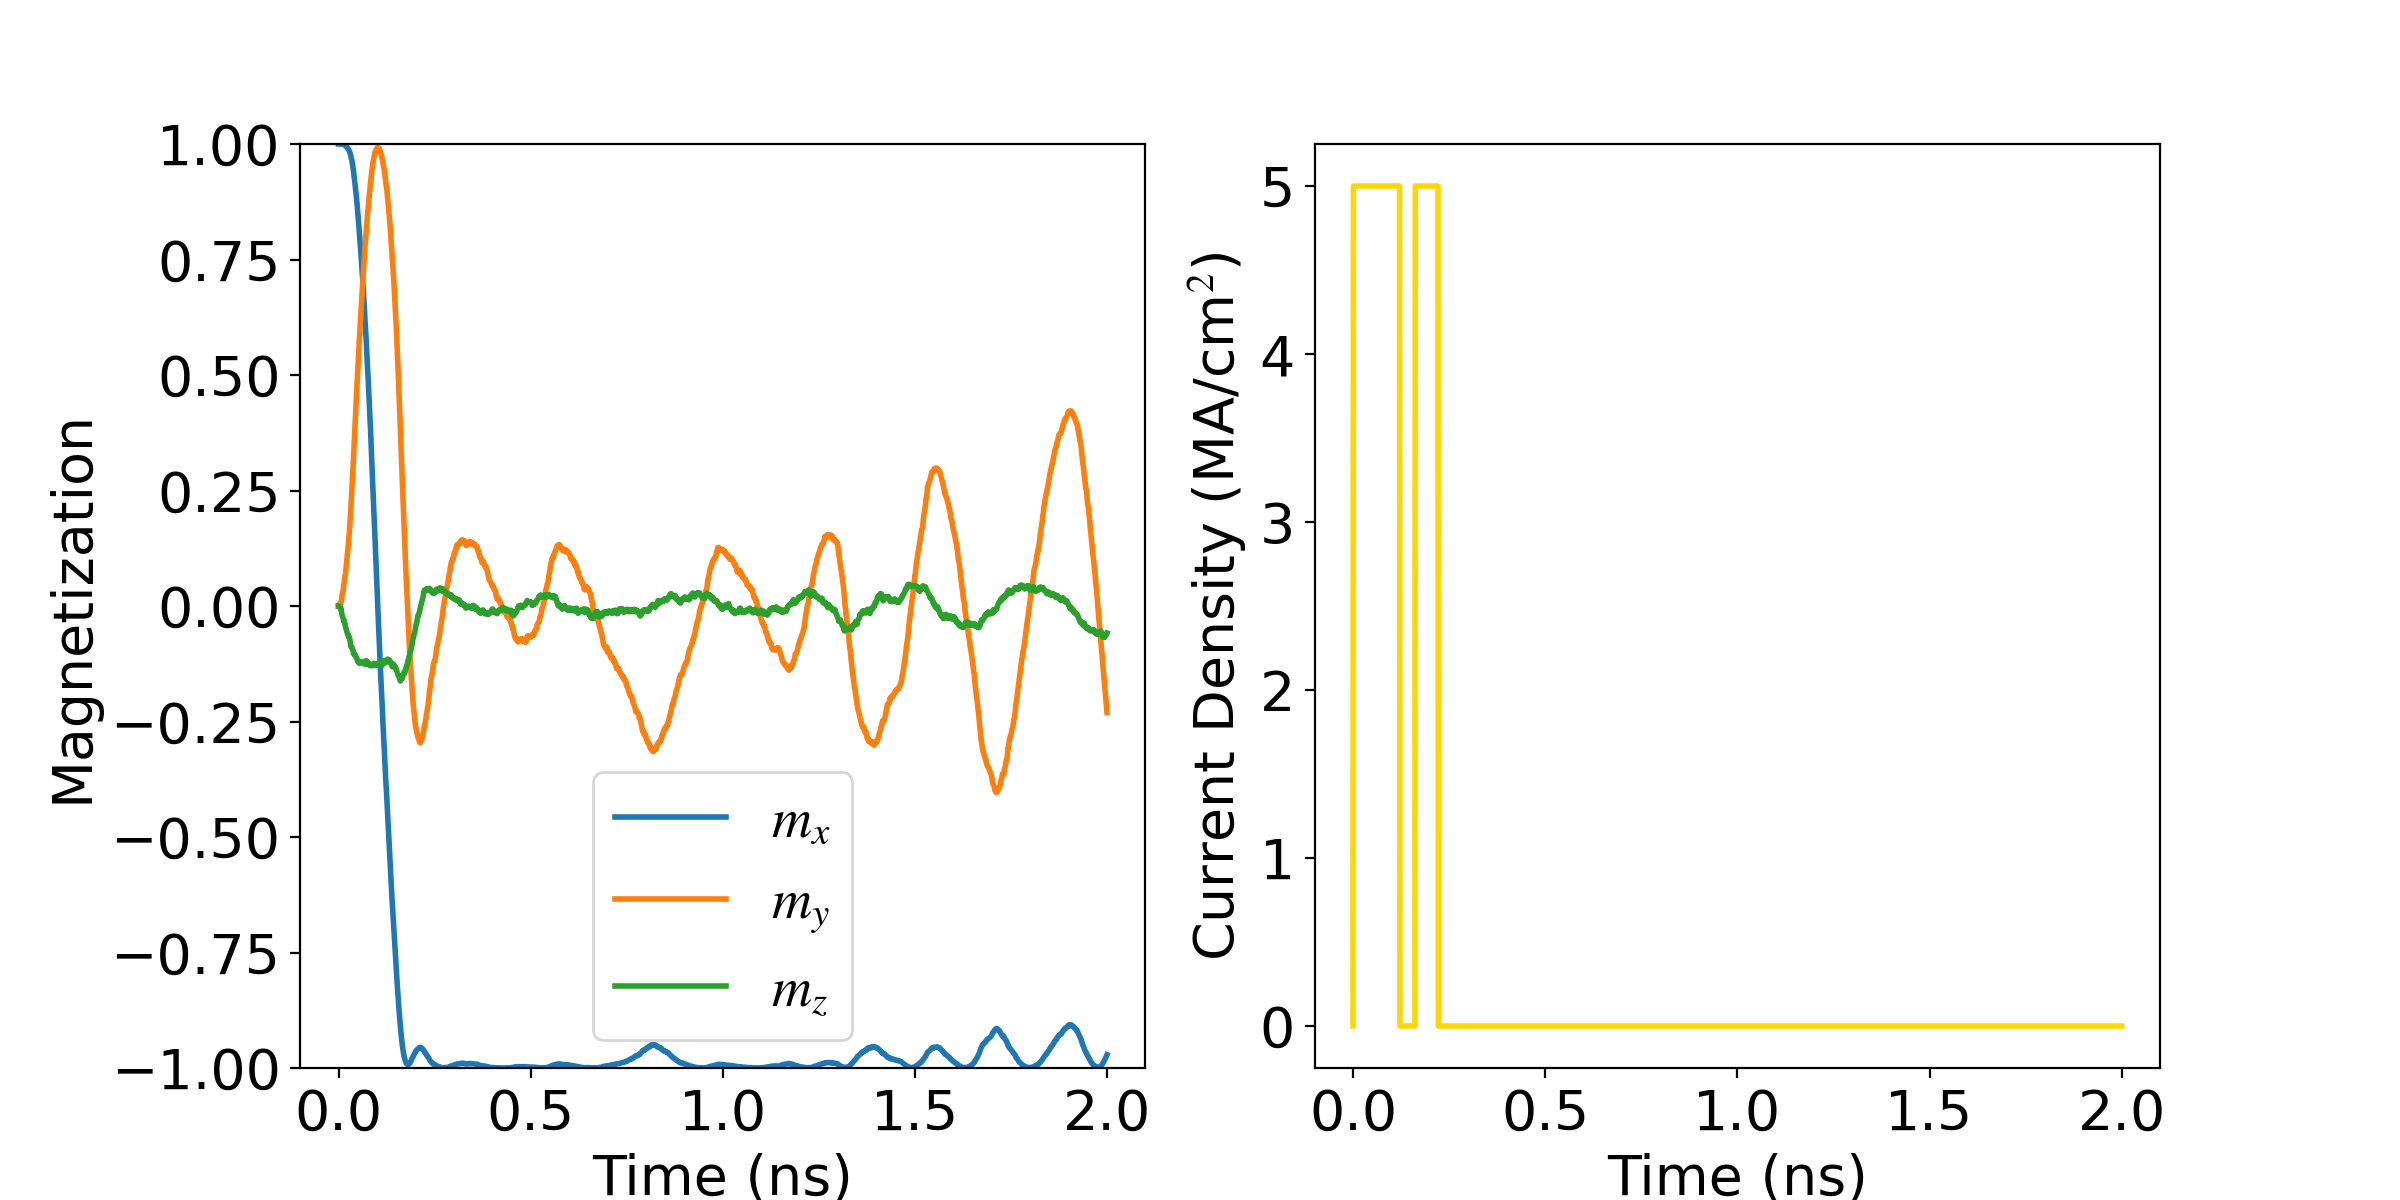 Magnetization
1.00
0.75
0.50
0.25
0.00
−0.25
−0.50
−0.75
−1.00
0.0 0.5 1.0 1.5 2.0
Time (ns)
m_x
m_y
m_z
Current Density (MA/cm²)
5
4
3
2
1
0
0.0 0.5 1.0 1.5 2.0
Time (ns)